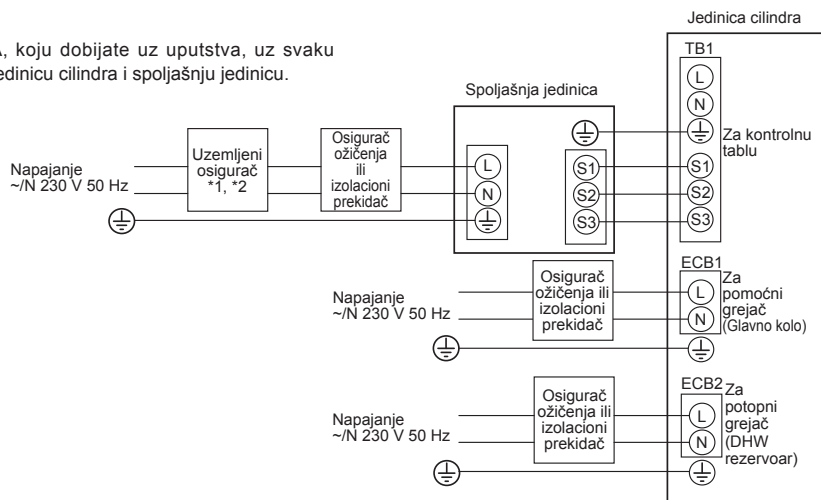 Jedinica cilindra
A, koju dobijate uz uputstva, uz svaku
jedinicu cilindra i spoljašnju jedinicu.
Spoljašnja jedinica
Napajanje
~/N 230 V 50 Hz
Uzemljeni
osigurač
*1, *2
Osigurač
ožičenja
ili
izolacioni
prekidač
L
N
S1
S2
S3
TB1
L
N
S1
S2
S3
Za kontrolnu
tablu
Napajanje
~/N 230 V 50 Hz
Osigurač
ožičenja ili
izolacioni
prekidač
ECB1
L
N
Za
pomoćni
grejač
(Glavno kolo)
Napajanje
~/N 230 V 50 Hz
Osigurač
ožičenja ili
izolacioni
prekidač
ECB2
L
N
Za
potopni
grejač
(DHW
rezervoar)